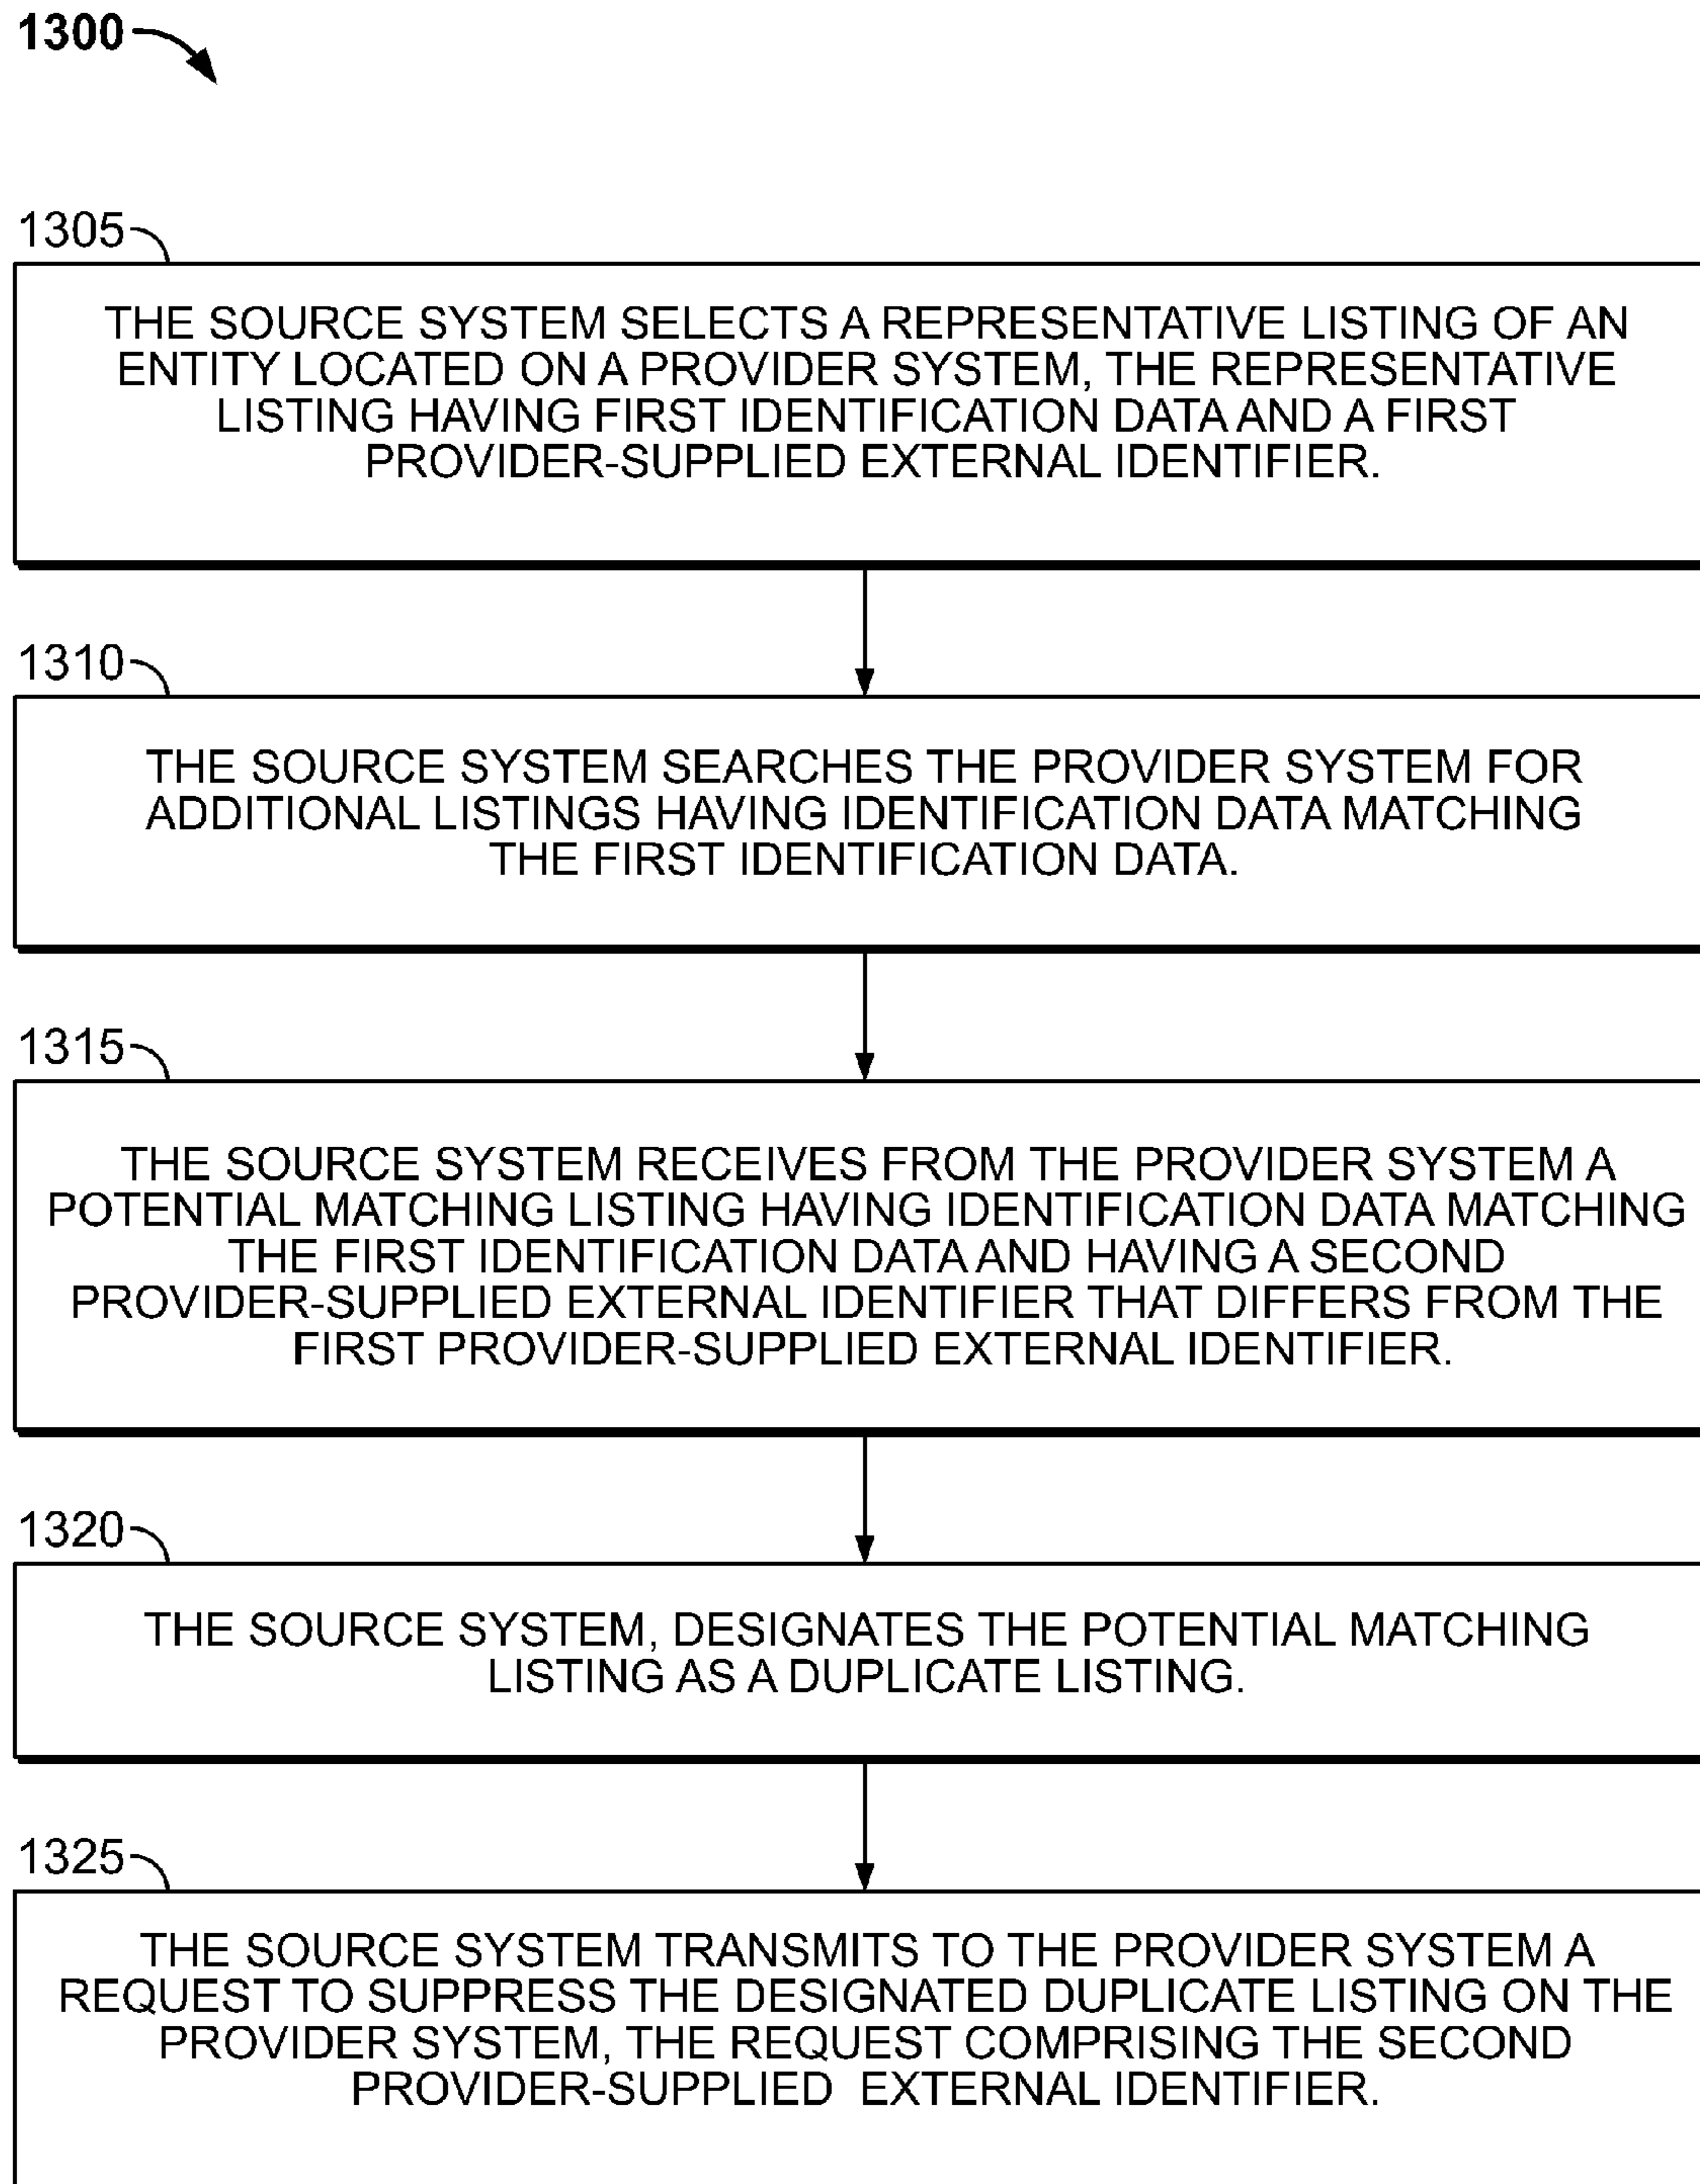 1300
1305
THE SOURCE SYSTEM SELECTS A REPRESENTATIVE LISTING OF AN
ENTITY LOCATED ON A PROVIDER SYSTEM, THE REPRESENTATIVE
LISTING HAVING FIRST IDENTIFICATION DATA AND A FIRST
PROVIDER-SUPPLIED EXTERNAL IDENTIFIER.
1310
THE SOURCE SYSTEM SEARCHES THE PROVIDER SYSTEM FOR
ADDITIONAL LISTINGS HAVING IDENTIFICATION DATA MATCHING
THE FIRST IDENTIFICATION DATA.
1315
THE SOURCE SYSTEM RECEIVES FROM THE PROVIDER SYSTEM A
POTENTIAL MATCHING LISTING HAVING IDENTIFICATION DATA MATCHING
THE FIRST IDENTIFICATION DATA AND HAVING A SECOND
PROVIDER-SUPPLIED EXTERNAL IDENTIFIER THAT DIFFERS FROM THE
FIRST PROVIDER-SUPPLIED EXTERNAL IDENTIFIER.
1320
THE SOURCE SYSTEM, DESIGNATES THE POTENTIAL MATCHING
LISTING AS A DUPLICATE LISTING.
1325
THE SOURCE SYSTEM TRANSMITS TO THE PROVIDER SYSTEM A
REQUEST TO SUPPRESS THE DESIGNATED DUPLICATE LISTING ON THE
PROVIDER SYSTEM, THE REQUEST COMPRISING THE SECOND
PROVIDER-SUPPLIED EXTERNAL IDENTIFIER.